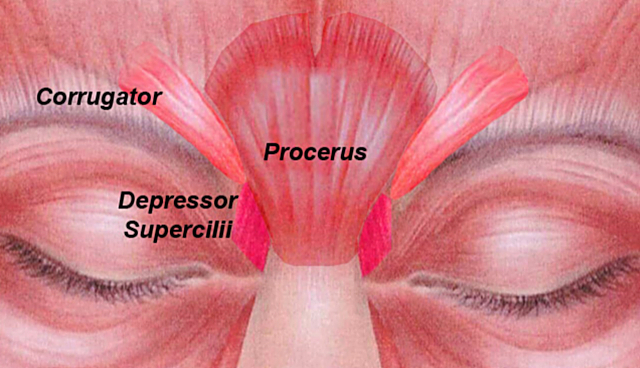 Corrugator
Procerus
Depressor
Supercilii